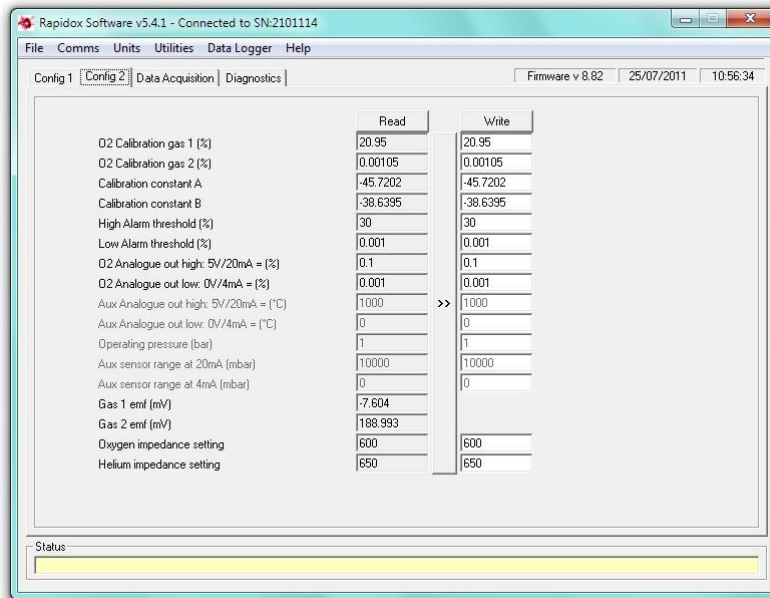 Rapidox Software v5.4.1 - Connected to SN:2101114
File Comms Units Utilities Data Logger Help
Config 1 Config 2 Data Acquisition Diagnostics Firmware v 8.82 25/07/2011 10:56:34
Read Write
O2 Calibration gas 1 (%) 20.95 20.95
O2 Calibration gas 2 (%) 0.00105 0.00105
Calibration constant A -45.7202 -45.7202
Calibration constant B -38.6395 -38.6395
High Alarm threshold (%) 30 30
Low Alarm threshold (%) 0.001 0.001
O2 Analogue out high: 5V/20mA = (%) 0.1 0.1
O2 Analogue out low: 0V/4mA = (%) 0.001 0.001
Aux Analogue out high: 5V/20mA = (°C) 1000 >> 1000
Aux Analogue out low: 0V/4mA = (°C) 0 0
Operating pressure (bar) 1 1
Aux sensor range at 20mA (mbar) 10000 10000
Aux sensor range at 4mA (mbar) 0 0
Gas 1 emf (mV) -7.604
Gas 2 emf (mV) 188.993
Oxygen impedance setting 600 600
Helium impedance setting 650 650
Status